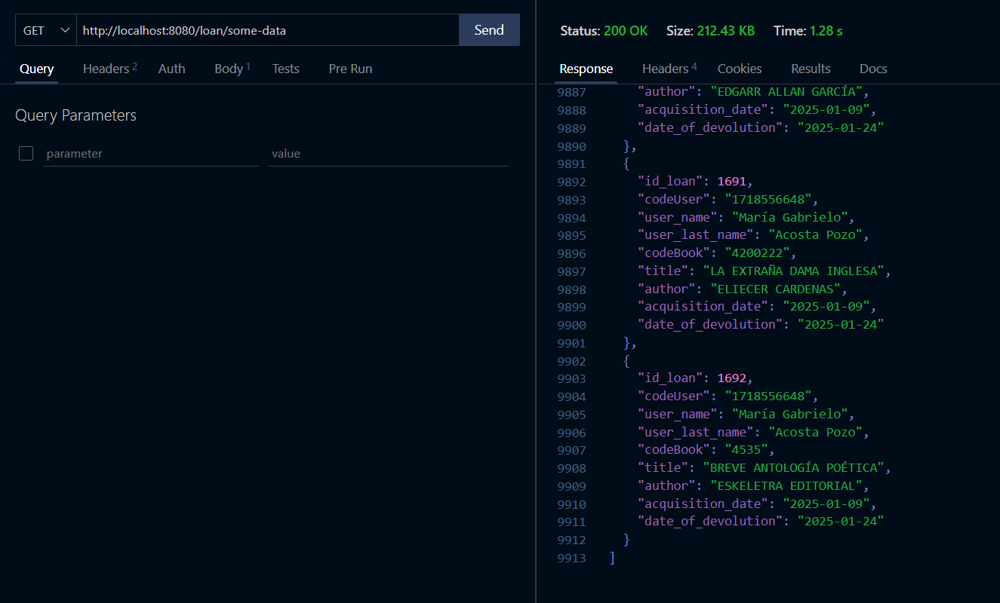 GET http://localhost:8080/loan/some-data Send
Query Headers 2 Auth Body 1 Tests Pre Run
Query Parameters
parameter value
Status: 200 OK Size: 212.43 KB Time: 1.28 s
Response Headers 4 Cookies Results Docs
9887 "author": "EDGARR ALLAN GARCÍA",
9888 "acquisition_date": "2025-01-09",
9889 "date_of_devolution": "2025-01-24"
9890 },
9891 {
9892 "id_loan": 1691,
9893 "codeUser": "1718556648",
9894 "user_name": "María Gabrielo",
9895 "user_last_name": "Acosta Pozo",
9896 "codeBook": "4200222",
9897 "title": "LA EXTRAÑA DAMA INGLESA",
9898 "author": "ELIECER CARDENAS",
9899 "acquisition_date": "2025-01-09",
9900 "date_of_devolution": "2025-01-24"
9901 },
9902 {
9903 "id_loan": 1692,
9904 "codeUser": "1718556648",
9905 "user_name": "María Gabrielo",
9906 "user_last_name": "Acosta Pozo",
9907 "codeBook": "4535",
9908 "title": "BREVE ANTOLOGÍA POÉTICA",
9909 "author": "ESKELETRA EDITORIAL",
9910 "acquisition_date": "2025-01-09",
9911 "date_of_devolution": "2025-01-24"
9912 }
9913 ]